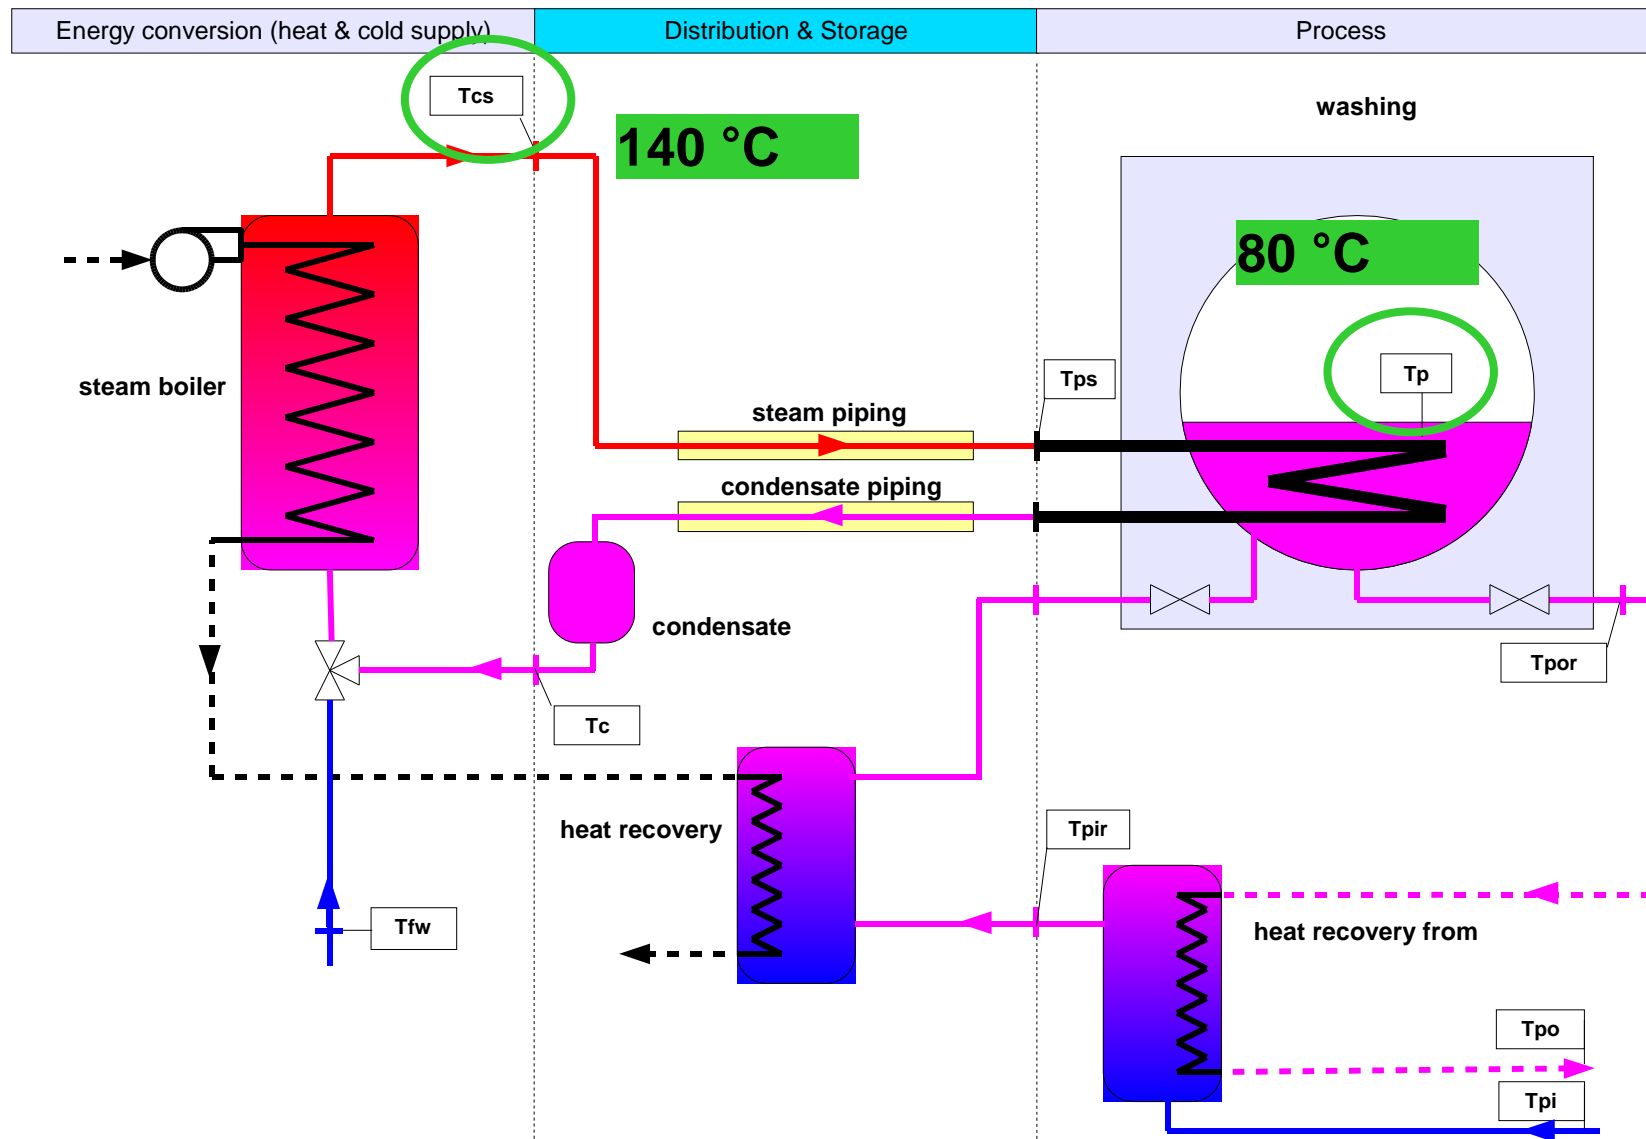 Energy conversion (heat & cold supply)
Distribution & Storage
Process
Tcs
140 °C
washing
80 °C
Tp
Tps
steam boiler
steam piping
condensate piping
condensate
Tpor
Tc
heat recovery
Tpir
Tfw
heat recovery from
Tpo
Tpi